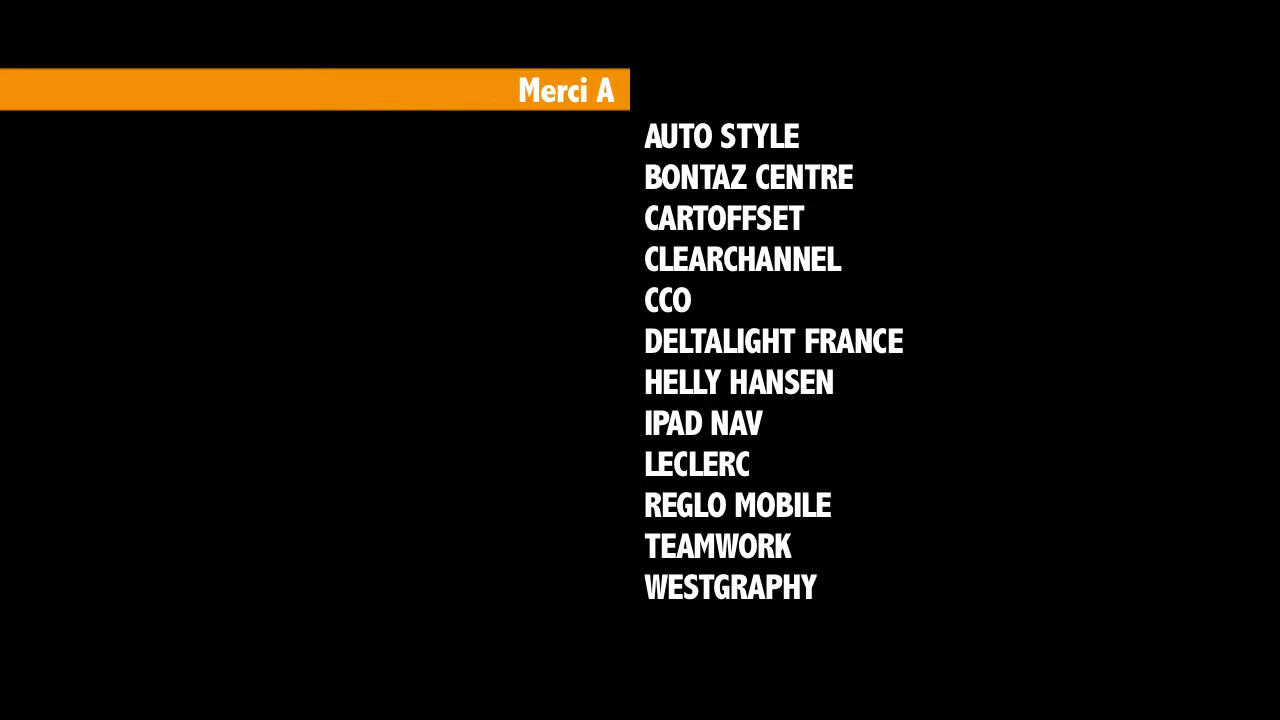 Merci A
AUTO STYLE
BONTAZ CENTRE
CARTOFFSET
CLEARCHANNEL
CCO
DELTALIGHT FRANCE
HELLY HANSEN
IPAD NAV
LECLERC
REGLO MOBILE
TEAMWORK
WESTGRAPHY